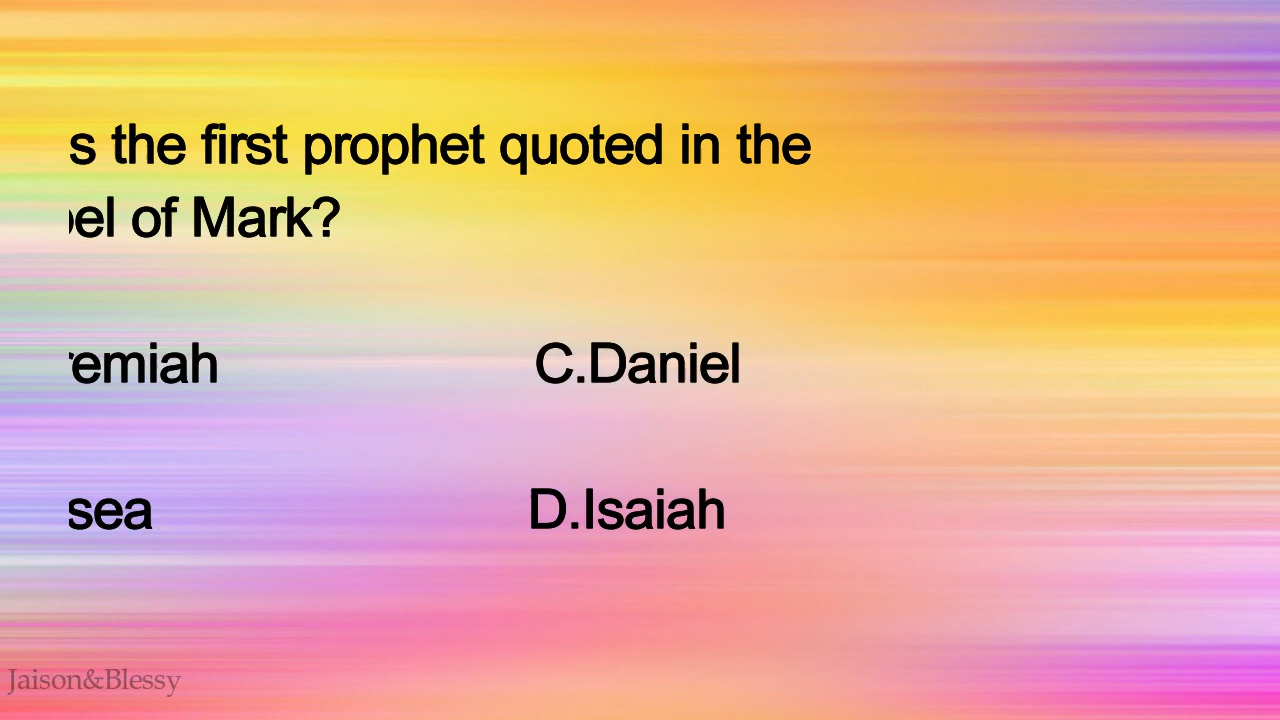 s the first prophet quoted in the
el of Mark?
emiah C.Daniel
sea D.Isaiah
Jaison&Blessy